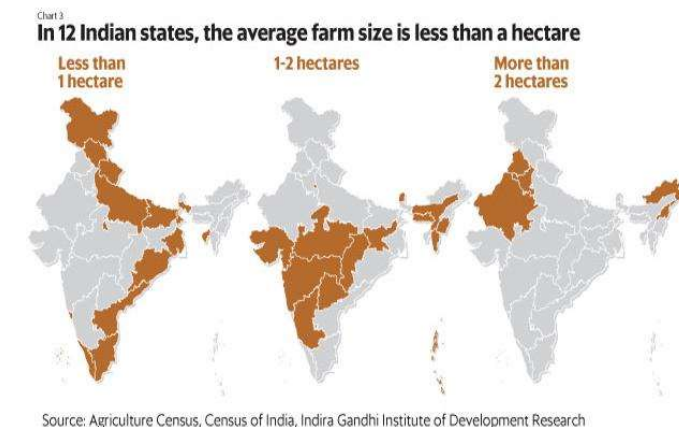 Chart 3
In 12 Indian states, the average farm size is less than a hectare
Less than
1 hectare
1-2 hectares
More than
2 hectares
Source: Agriculture Census, Census of India, Indira Gandhi Institute of Development Research